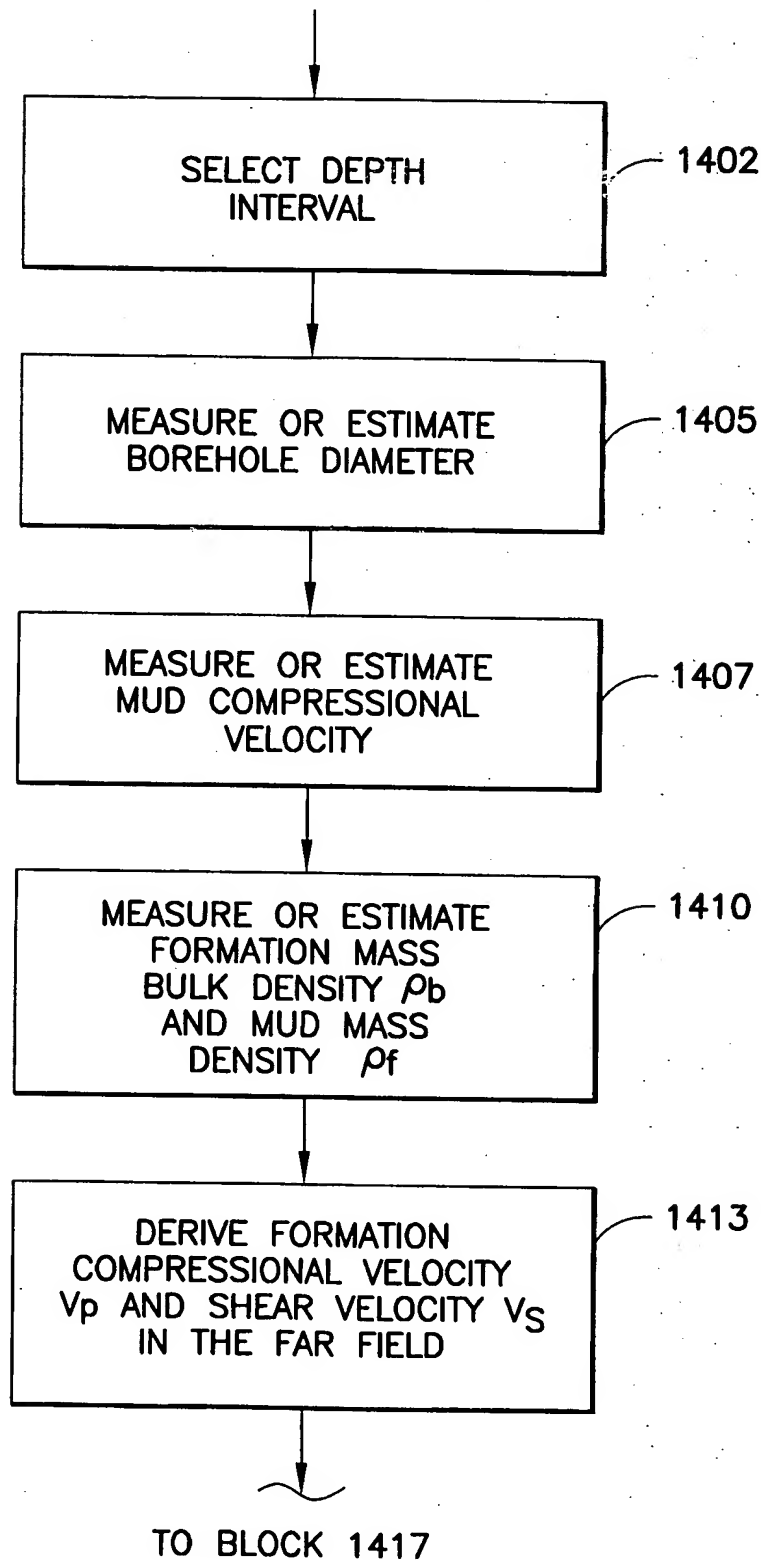 SELECT DEPTH
INTERVAL
1402
MEASURE OR ESTIMATE
BOREHOLE DIAMETER
1405
MEASURE OR ESTIMATE
MUD COMPRESSIONAL
VELOCITY
1407
MEASURE OR ESTIMATE
FORMATION MASS
BULK DENSITY ρb
AND MUD MASS
DENSITY ρf
1410
DERIVE FORMATION
COMPRESSIONAL VELOCITY
Vp AND SHEAR VELOCITY VS
IN THE FAR FIELD
1413
TO BLOCK 1417